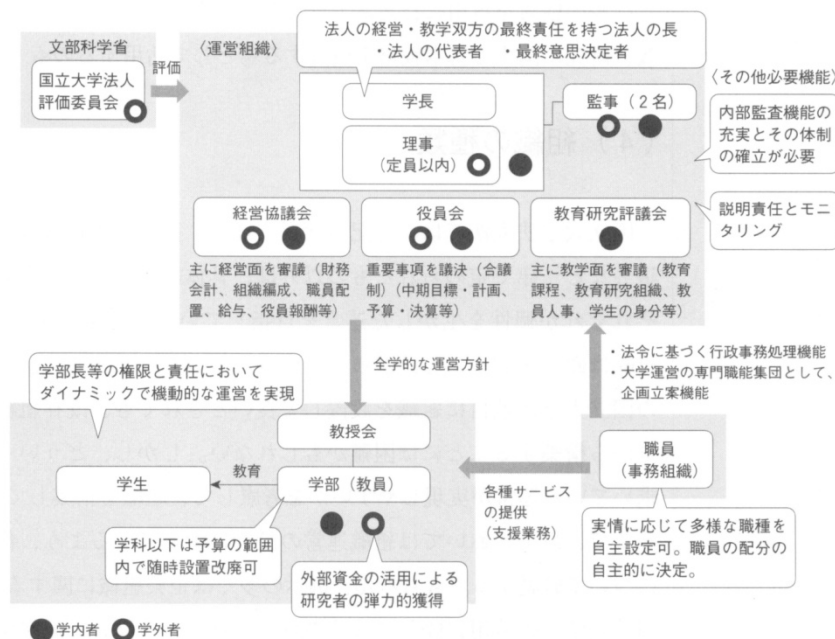 法人の経営・教学双方の最終責任を持つ法人の長
・法人の代表者　・最終意思決定者
文部科学省
国立大学法人
評価委員会
評価
〈運営組織〉
学長
理事
(定員以内)
監事（2名）
〈その他必要機能〉
内部監査機能の
充実とその体制
の確立が必要
説明責任とモニ
タリング
経営協議会
主に経営面を審議（財務
会計、組織編成、職員配
置、給与、役員報酬等）
役員会
重要事項を議決（合議
制）（中期目標・計画、
予算・決算等）
教育研究評議会
主に教学面を審議（教育
課程、教育研究組織、教
員人事、学生の身分等）
全学的な運営方針
・法令に基づく行政事務処理機能
・大学運営の専門職能集団として、
企画立案機能
学部長等の権限と責任において
ダイナミックで機動的な運営を実現
教授会
学生
教育
学部（教員）
各種サービス
の提供
（支援業務）
職員
（事務組織）
学科以下は予算の範囲
内で随時設置改廃可
外部資金の活用による
研究者の弾力的獲得
実情に応じて多様な職種を
自主設定可。職員の配分の
自主的に決定。
学内者　学外者